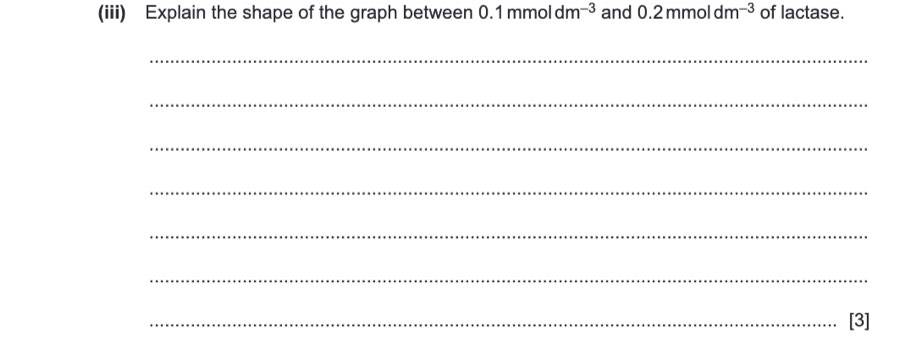 (iii) Explain the shape of the graph between 0.1 mmol dm⁻³ and 0.2 mmol dm⁻³ of lactase.
[3]